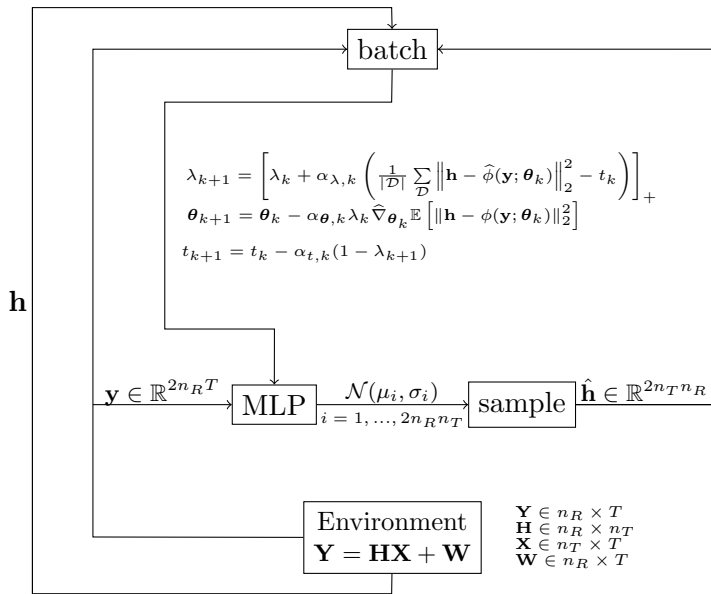 batch
λ_{k+1} = [λ_k + α_{λ,k} (1/|𝒟| ∑_𝒟 ‖𝐡 − ϕ̂(𝐲; 𝜽_k)‖₂² − t_k)]_+
𝜽_{k+1} = 𝜽_k − α_{𝜽,k} λ_k ∇̂_{𝜽_k} 𝔼 [‖𝐡 − ϕ(𝐲; 𝜽_k)‖₂²]
t_{k+1} = t_k − α_{t,k}(1 − λ_{k+1})
𝐡
𝐲 ∈ ℝ^{2n_R T}
MLP
𝒩(μ_i, σ_i)
i = 1, ..., 2n_R n_T
sample
𝐡̂ ∈ ℝ^{2n_T n_R}
Environment
𝐘 = 𝐇𝐗 + 𝐖
𝐘 ∈ n_R × T
𝐇 ∈ n_R × n_T
𝐗 ∈ n_T × T
𝐖 ∈ n_R × T